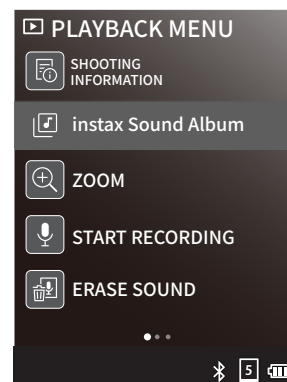 PLAYBACK MENU
SHOOTING
INFORMATION
instax Sound Album
ZOOM
START RECORDING
ERASE SOUND
5